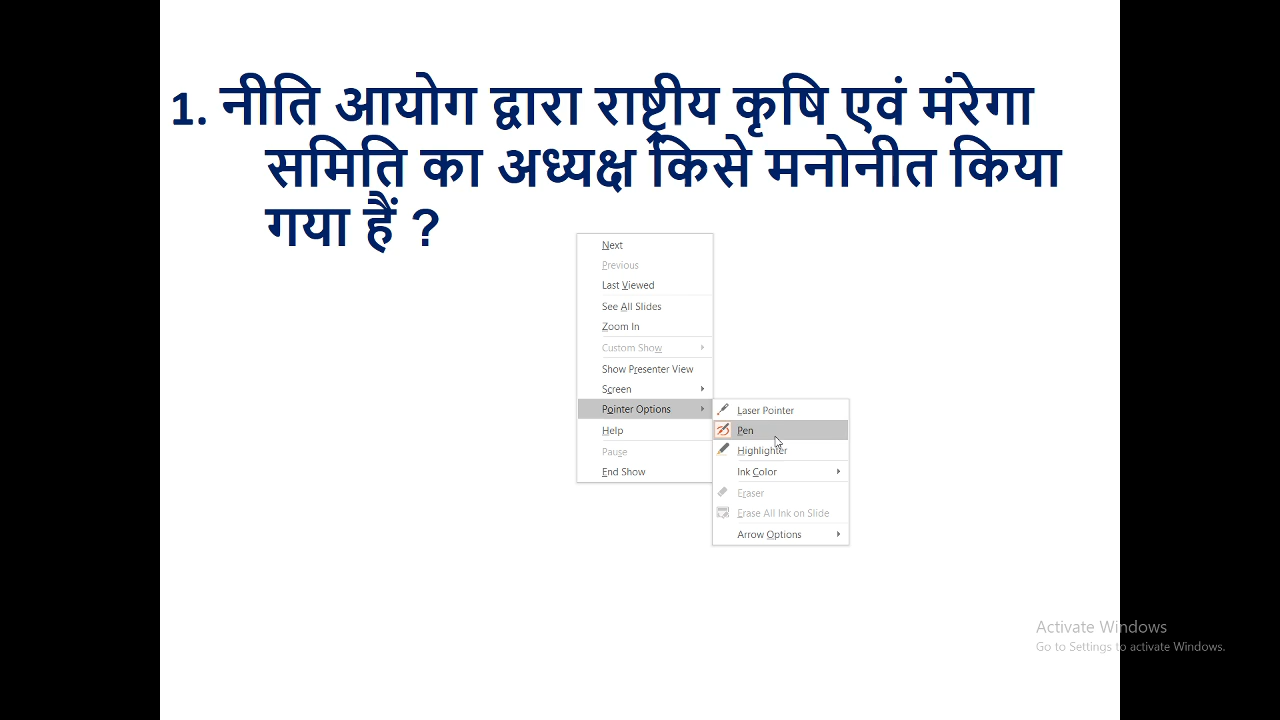 1. नीति आयोग द्वारा राष्ट्रीय कृषि एवं मंरेगा
समिति का अध्यक्ष किसे मनोनीत किया
गया हैं ?
Next
Previous
Last Viewed
See All Slides
Zoom In
Custom Show
Show Presenter View
Screen
Pointer Options
Help
Pause
End Show
Laser Pointer
Pen
Highlighter
Ink Color
Eraser
Erase All Ink on Slide
Arrow Options
Activate Windows
Go to Settings to activate Windows.